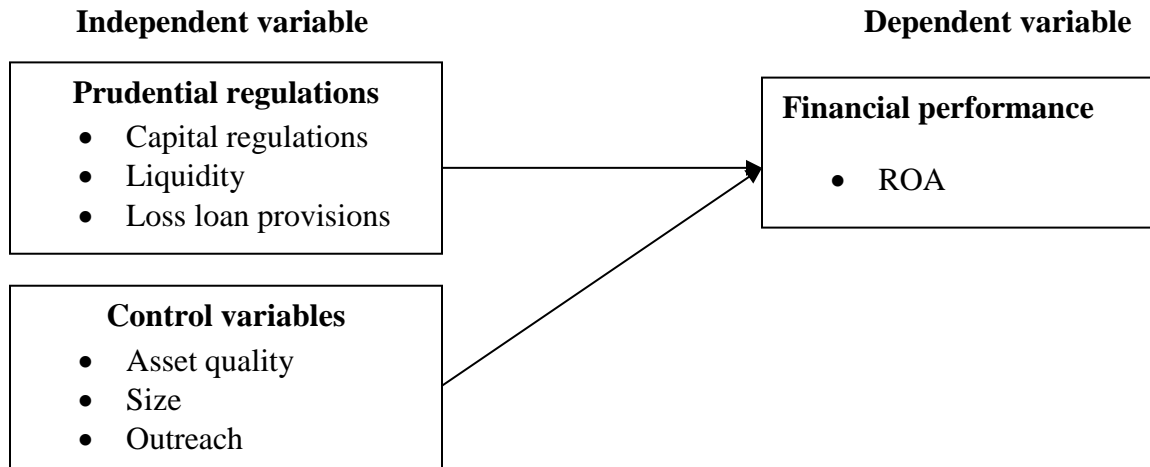 Independent variable
Dependent variable
Prudential regulations
• Capital regulations
• Liquidity
• Loss loan provisions
Financial performance
• ROA
Control variables
• Asset quality
• Size
• Outreach